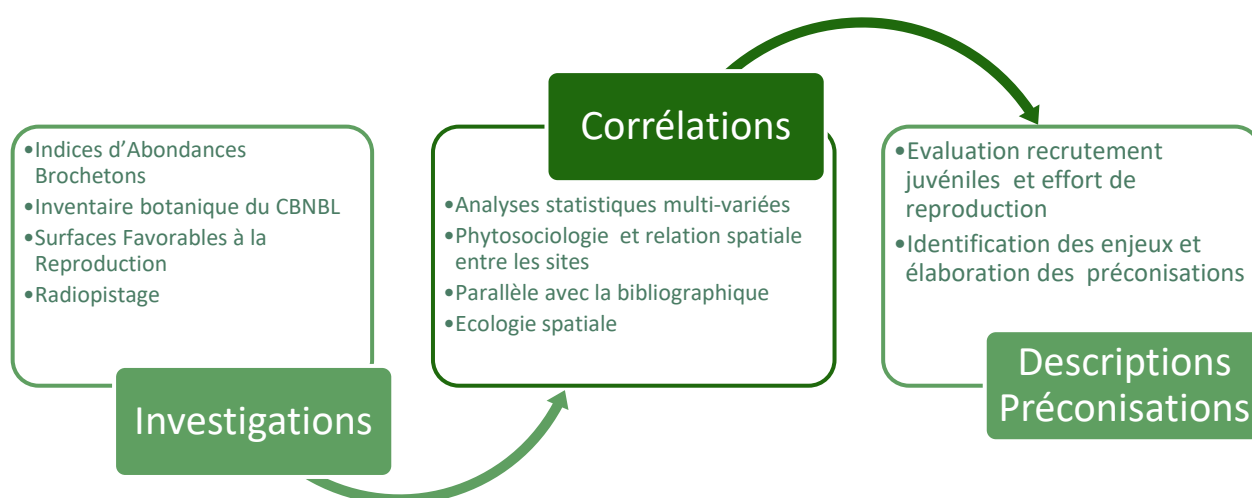 •Indices d'Abondances
Brochetons
•Inventaire botanique du CBNBL
•Surfaces Favorables à la
Reproduction
•Radiopistage
Investigations
Corrélations
•Analyses statistiques multi-variées
•Phytosociologie et relation spatiale
entre les sites
•Parallèle avec la bibliographique
•Ecologie spatiale
•Evaluation recrutement
juvéniles et effort de
reproduction
•Identification des enjeux et
élaboration des préconisations
Descriptions
Préconisations